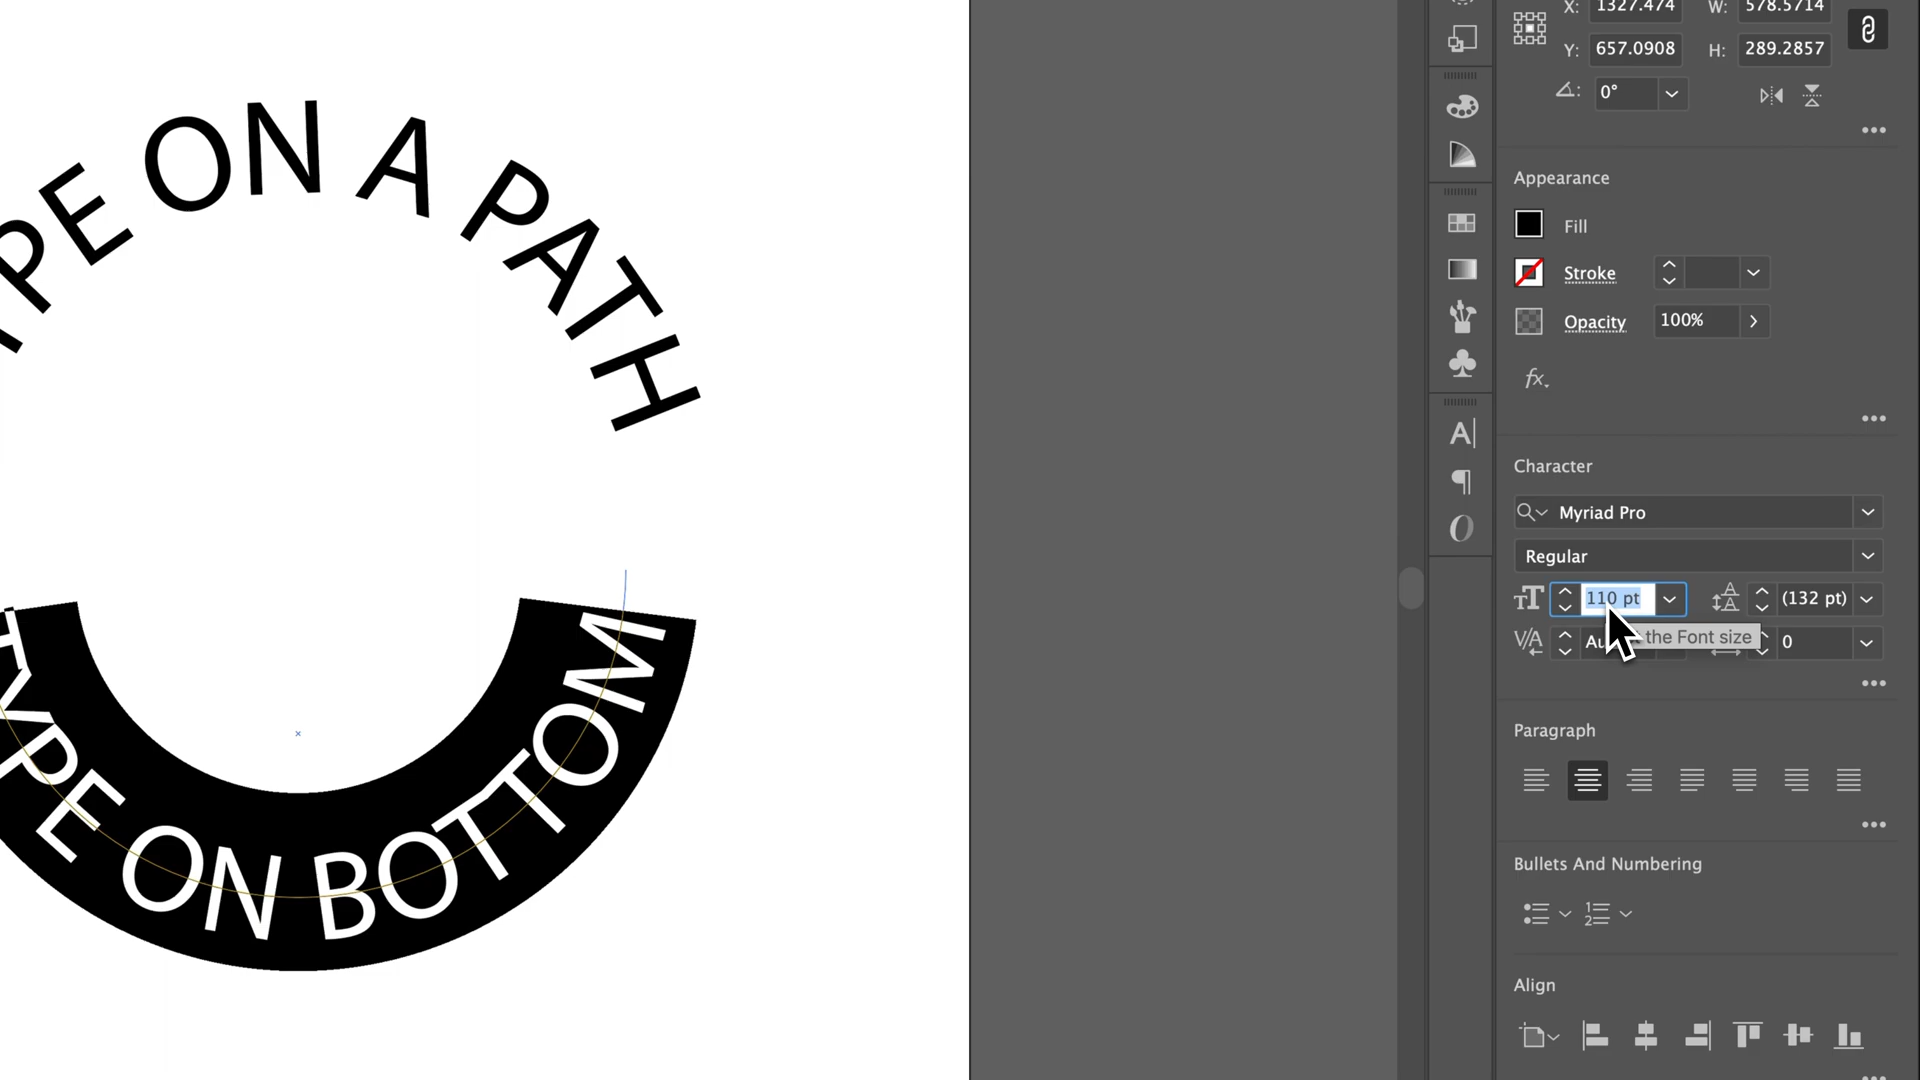 X: 1327.474 W: 578.5714
Y: 657.0908 H: 289.2857
0°
PE ON A PATH
TYPE ON BOTTOM
Appearance
Fill
Stroke
Opacity 100%
fx.
Character
Myriad Pro
Regular
110 pt (132 pt)
the Font size
0
Paragraph
Bullets And Numbering
Align